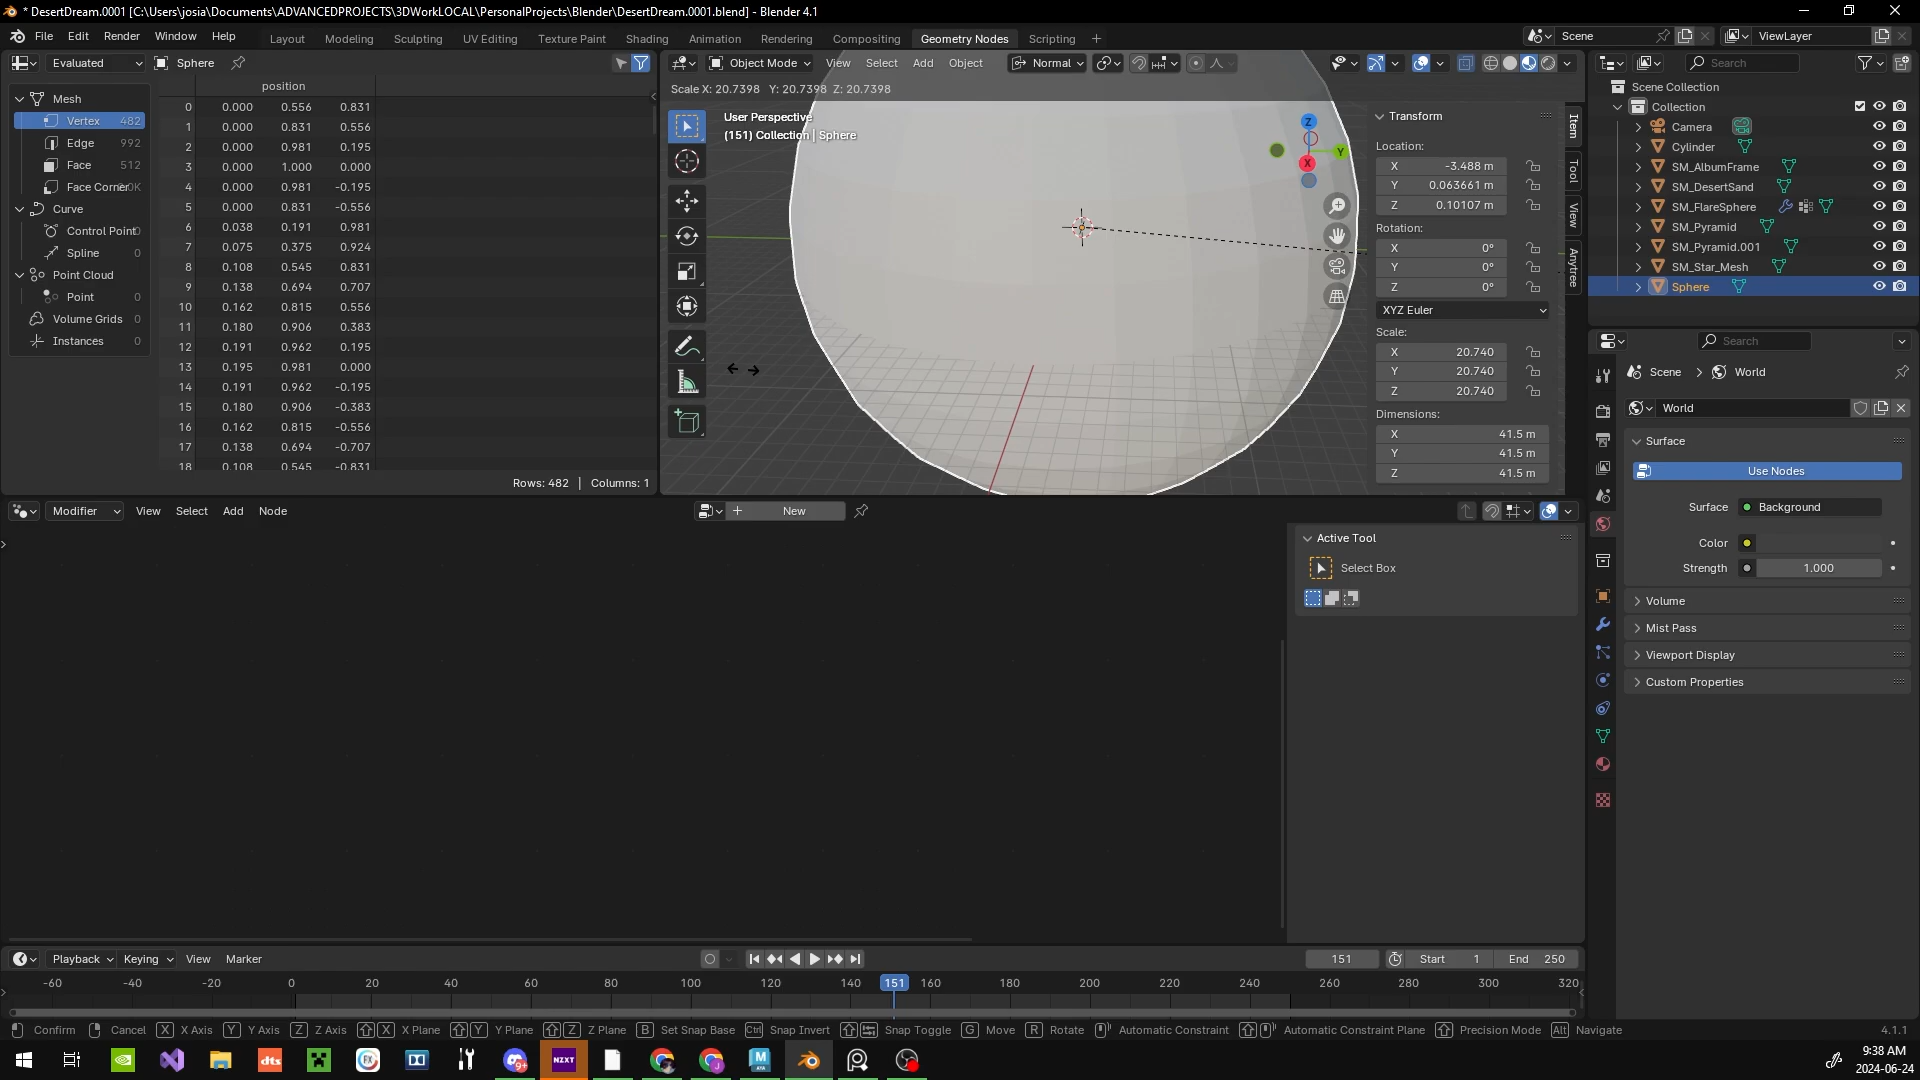 * DesertDream.0001 [C:\Users\josia\Documents\ADVANCEDPROJECTS\3DWorkLOCAL\PersonalProjects\Blender\DesertDream.0001.blend] - Blender 4.1
File Edit Render Window Help Layout Modeling Sculpting UV Editing Texture Paint Shading Animation Rendering Compositing Geometry Nodes Scripting + Scene ViewLayer
Evaluated Sphere
Object Mode View Select Add Object Normal
Search
position
Mesh
Vertex 482
Edge 992
Face 512
Face Corner
Curve
Control Point 0
Spline 0
Point Cloud
Point 0
Volume Grids 0
Instances 0
0 0.000 0.556 0.831
1 0.000 0.831 0.556
2 0.000 0.981 0.195
3 0.000 1.000 0.000
4 0.000 0.981 -0.195
5 0.000 0.831 -0.556
6 0.038 0.191 0.981
7 0.075 0.375 0.924
8 0.108 0.545 0.831
9 0.138 0.694 0.707
10 0.162 0.815 0.556
11 0.180 0.906 0.383
12 0.191 0.962 0.195
13 0.195 0.981 0.000
14 0.191 0.962 -0.195
15 0.180 0.906 -0.383
16 0.162 0.815 -0.556
17 0.138 0.694 -0.707
18 0.108 0.545 -0.831
Rows: 482 | Columns: 1
Scale X: 20.7398 Y: 20.7398 Z: 20.7398
User Perspective
(151) Collection | Sphere
Z
Y
X
Transform
Location:
X -3.488 m
Y 0.063661 m
Z 0.10107 m
Rotation:
X 0°
Y 0°
Z 0°
XYZ Euler
Scale:
X 20.740
Y 20.740
Z 20.740
Dimensions:
X 41.5 m
Y 41.5 m
Z 41.5 m
Item
Tool
View
Anytree
Scene Collection
Collection
Camera
Cylinder
SM_AlbumFrame
SM_DesertSand
SM_FlareSphere
SM_Pyramid
SM_Pyramid.001
SM_Star_Mesh
Sphere
Search
Scene > World
World
Surface
Use Nodes
Surface Background
Color
Strength 1.000
Volume
Mist Pass
Viewport Display
Custom Properties
Modifier View Select Add Node + New
Active Tool
Select Box
Playback Keying View Marker 151 Start 1 End 250
-60 -40 -20 0 20 40 60 80 100 120 140 151 160 180 200 220 240 260 280 300 320
Confirm Cancel X X Axis Y Y Axis Z Z Axis X X Plane Y Y Plane Z Z Plane B Set Snap Base Ctrl Snap Invert Snap Toggle G Move R Rotate Automatic Constraint Automatic Constraint Plane Precision Mode Alt Navigate 4.1.1
dts NZXT 9+ M
9:38 AM
2024-06-24